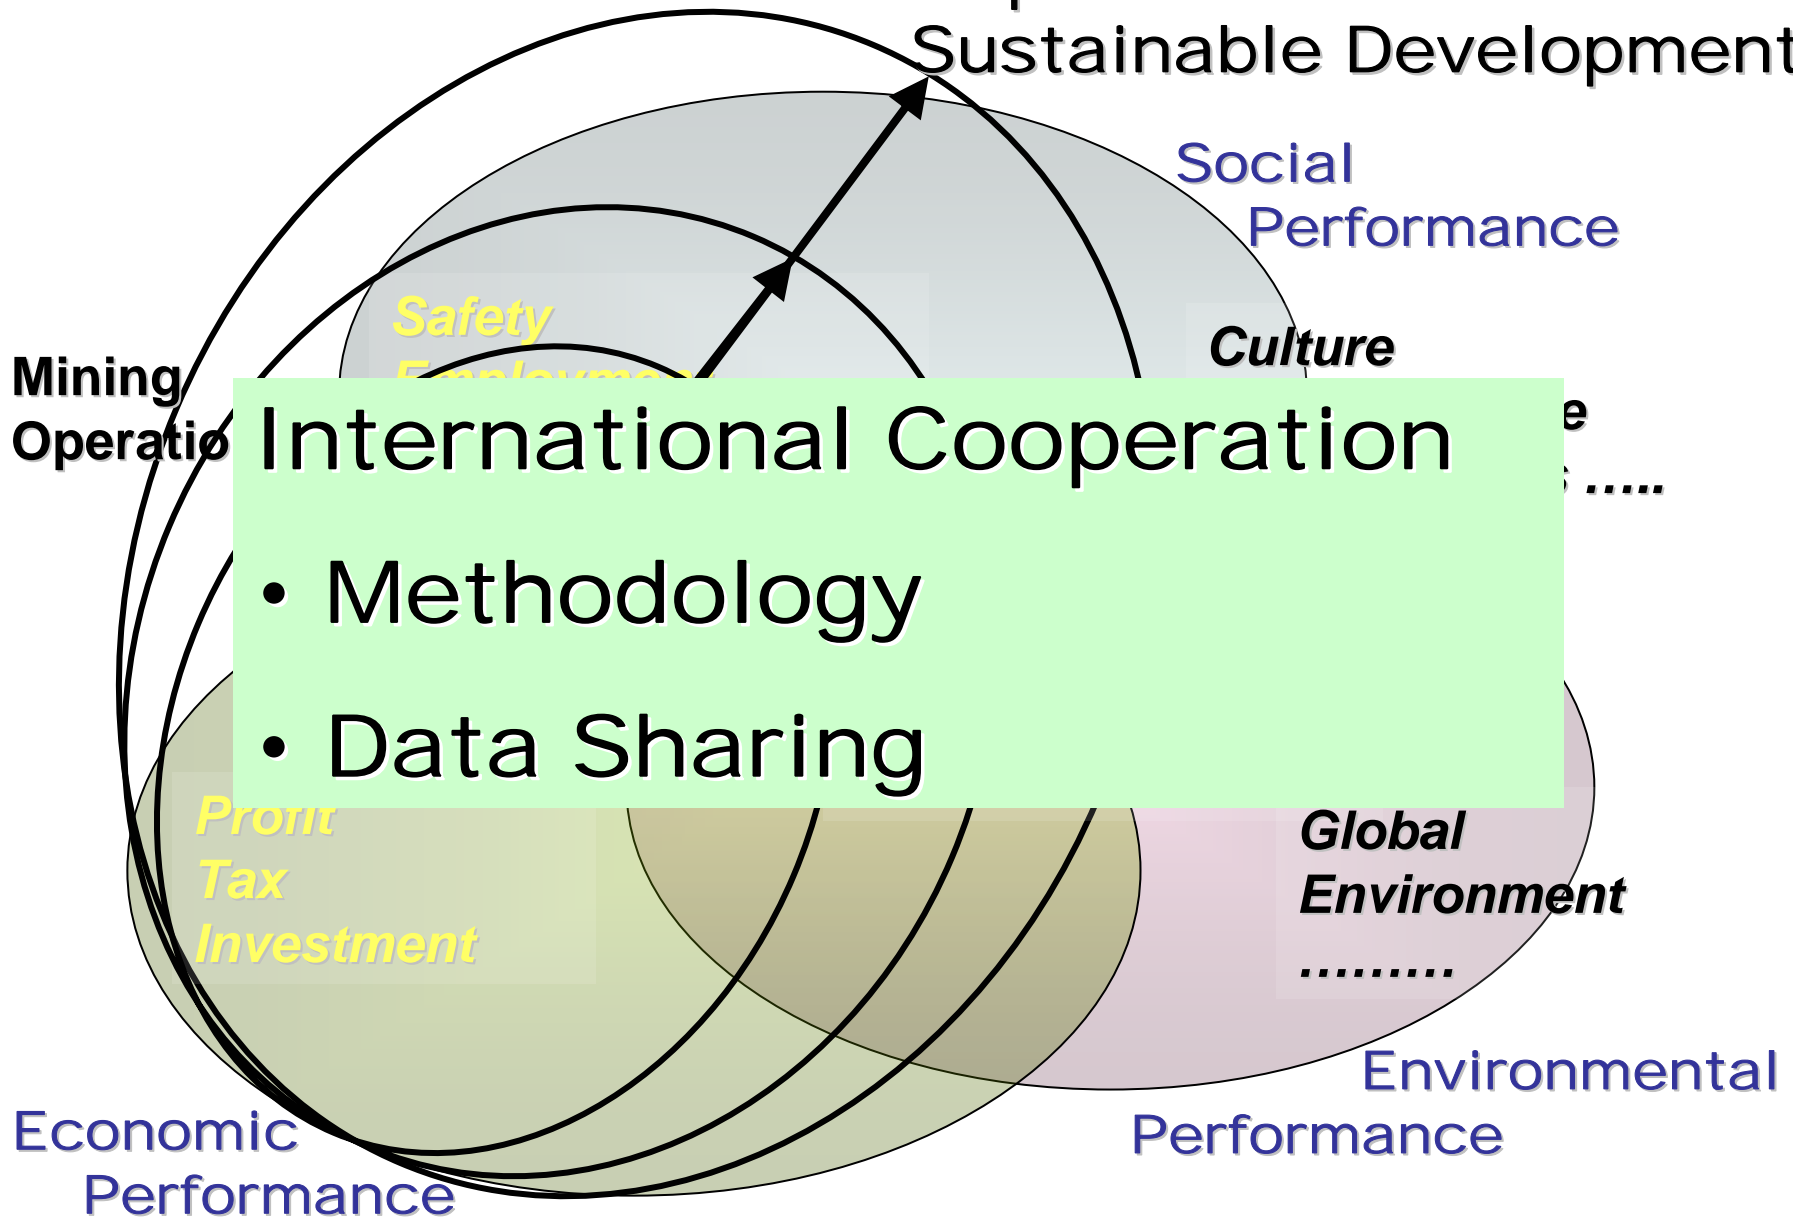 Sustainable Development
Social
Performance
Safety
Employment
Culture
Mining
Operatio
International Cooperation
• Methodology
• Data Sharing
…..
Profit
Tax
Investment
Global
Environment
………
Environmental
Performance
Economic
Performance